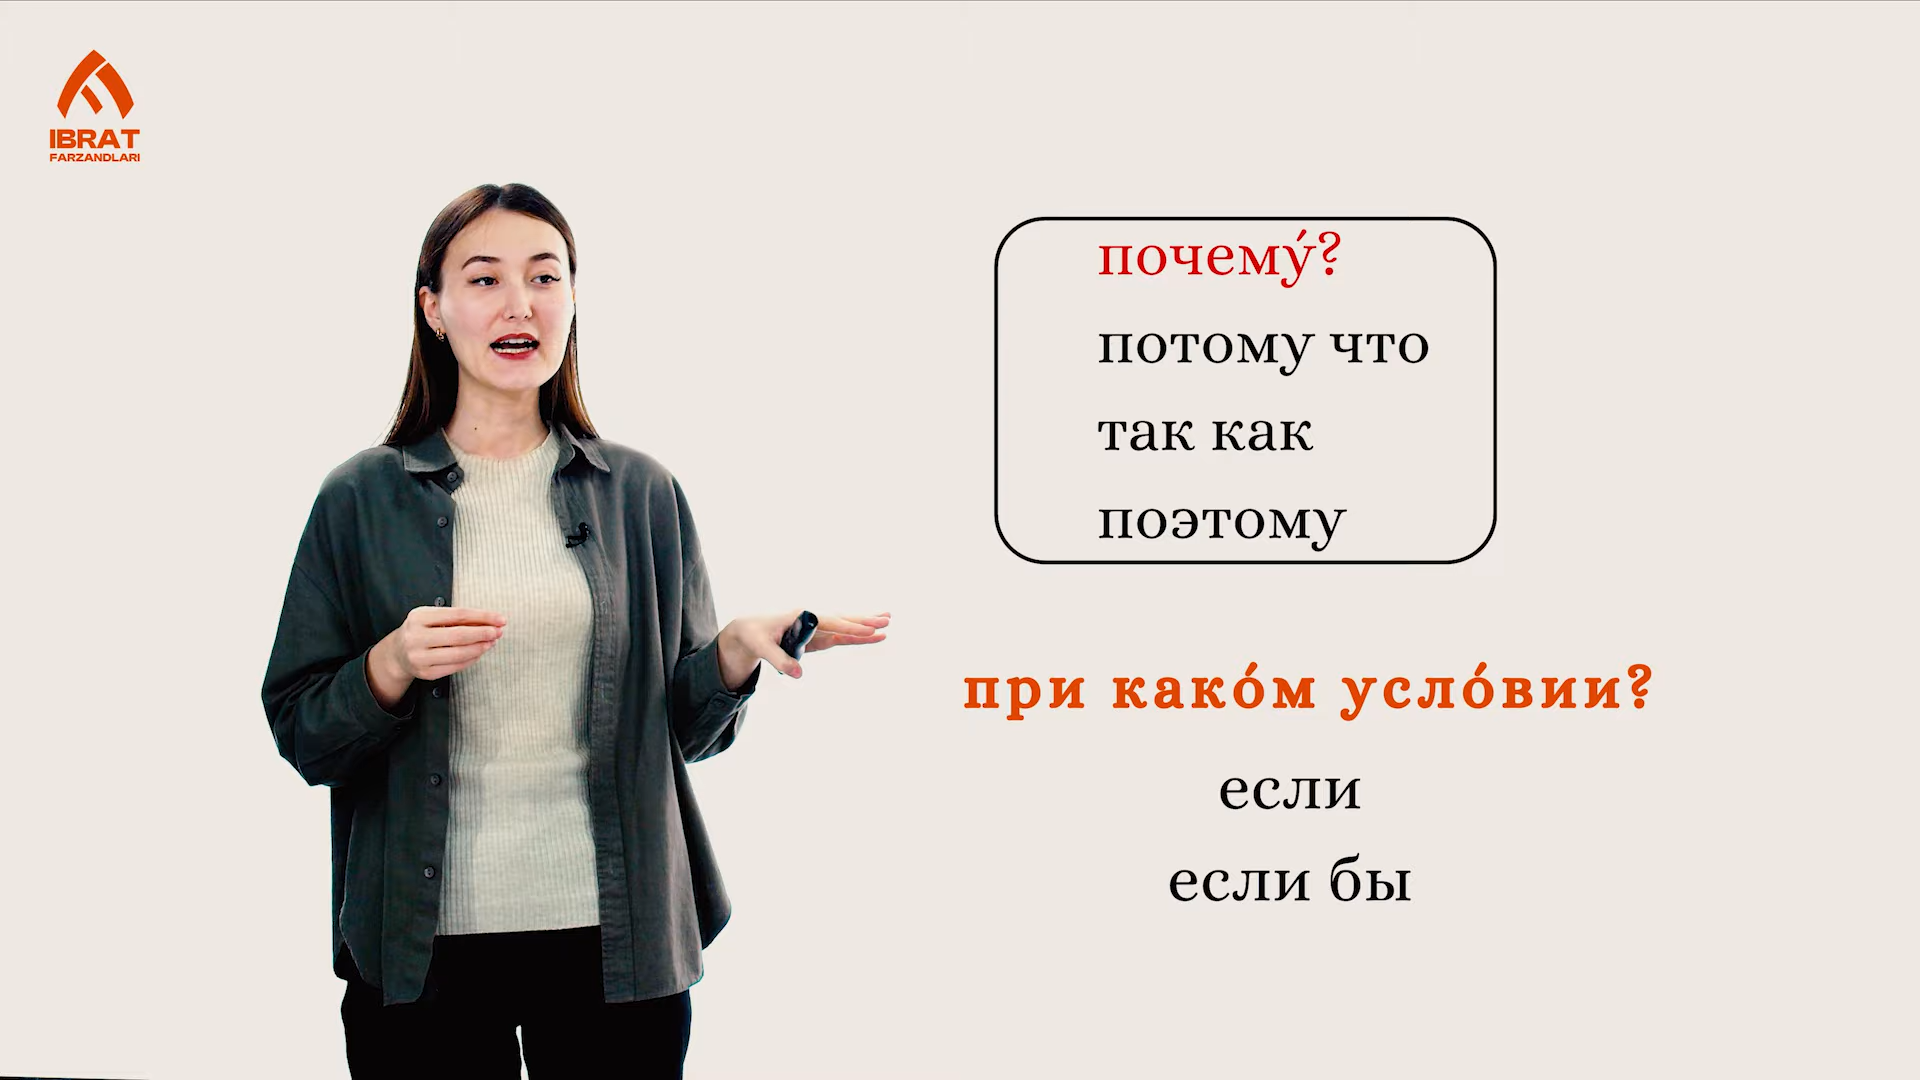 IBRAT
FARZANDLARI
почему́?
потому что
так как
поэтому
при како́м усло́вии?
если
если бы